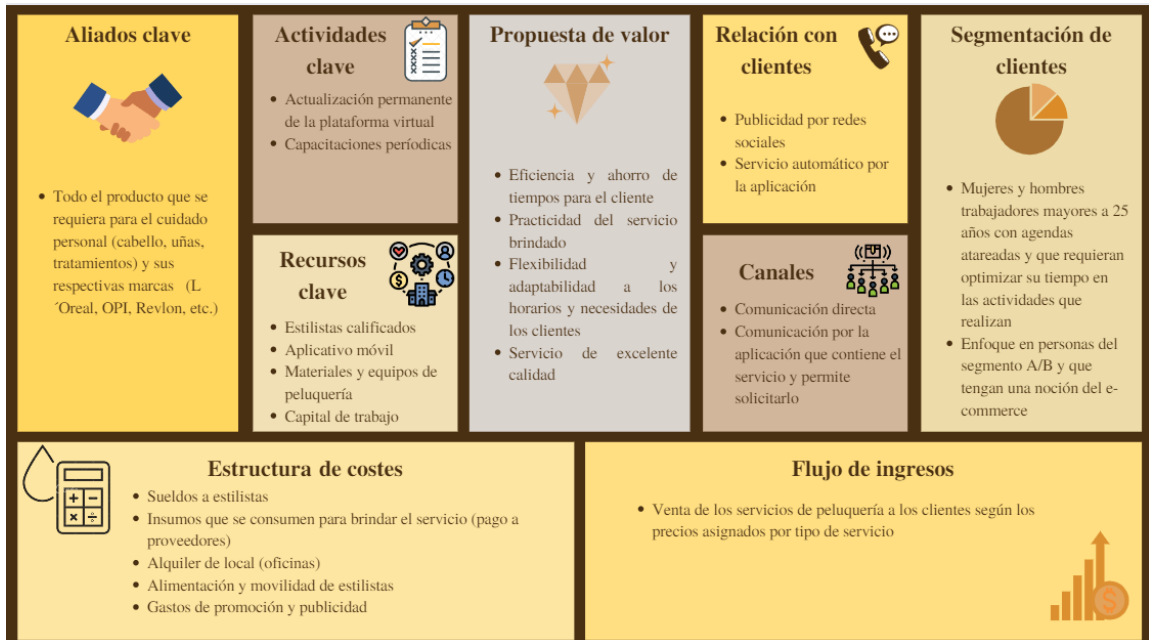 Aliados clave
• Todo el producto que se
requiera para el cuidado
personal (cabello, uñas,
tratamientos) y sus
respectivas marcas (L
´Oreal, OPI, Revlon, etc.)
Actividades
clave
• Actualización permanente
de la plataforma virtual
• Capacitaciones períodicas
Recursos
clave
• Estilistas calificados
• Aplicativo móvil
• Materiales y equipos de
peluquería
• Capital de trabajo
Propuesta de valor
• Eficiencia y ahorro de
tiempos para el cliente
• Practicidad del servicio
brindado
• Flexibilidad y
adaptabilidad a los
horarios y necesidades de
los clientes
• Servicio de excelente
calidad
Relación con
clientes
• Publicidad por redes
sociales
• Servicio automático por
la aplicación
Canales
• Comunicación directa
• Comunicación por la
aplicación que contiene el
servicio y permite
solicitarlo
Segmentación de
clientes
• Mujeres y hombres
trabajadores mayores a 25
años con agendas
atareadas y que requieran
optimizar su tiempo en
las actividades que
realizan
• Enfoque en personas del
segmento A/B y que
tengan una noción del e-
commerce
Estructura de costes
• Sueldos a estilistas
• Insumos que se consumen para brindar el servicio (pago a
proveedores)
• Alquiler de local (oficinas)
• Alimentación y movilidad de estilistas
• Gastos de promoción y publicidad
Flujo de ingresos
• Venta de los servicios de peluquería a los clientes según los
precios asignados por tipo de servicio